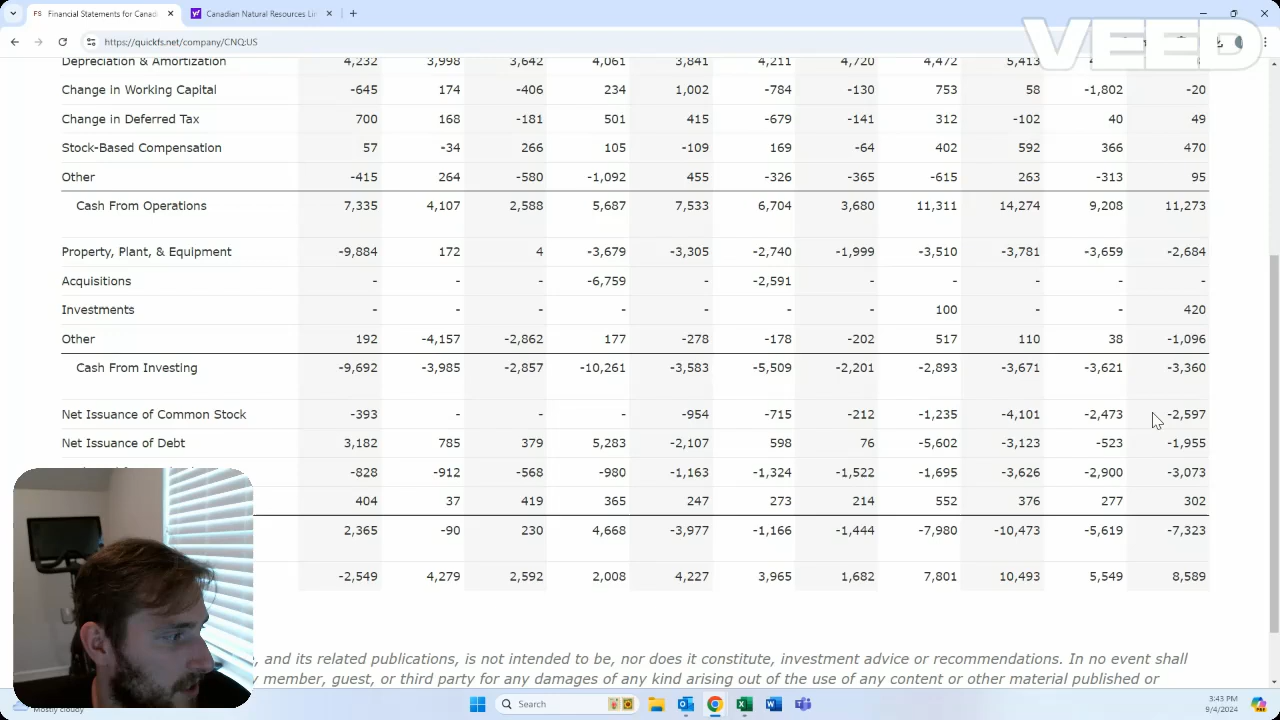 FS Financial Statements for Canad
Canadian Natural Resources Lin
https://quickfs.net/company/CNQ:US
VEED
Depreciation & Amortization 4,232 3,998 3,642 4,061 3,841 4,211 4,720 4,472 5,413
Change in Working Capital -645 174 -406 234 1,002 -784 -130 753 58 -1,802 -20
Change in Deferred Tax 700 168 -181 501 415 -679 -141 312 -102 40 49
Stock-Based Compensation 57 -34 266 105 -109 169 -64 402 592 366 470
Other -415 264 -580 -1,092 455 -326 -365 -615 263 -313 95
Cash From Operations 7,335 4,107 2,588 5,687 7,533 6,704 3,680 11,311 14,274 9,208 11,273
Property, Plant, & Equipment -9,884 172 4 -3,679 -3,305 -2,740 -1,999 -3,510 -3,781 -3,659 -2,684
Acquisitions - - - -6,759 - -2,591 - - - - -
Investments - - - - - - - 100 - - 420
Other 192 -4,157 -2,862 177 -278 -178 -202 517 110 38 -1,096
Cash From Investing -9,692 -3,985 -2,857 -10,261 -3,583 -5,509 -2,201 -2,893 -3,671 -3,621 -3,360
Net Issuance of Common Stock -393 - - - -954 -715 -212 -1,235 -4,101 -2,473 -2,597
Net Issuance of Debt 3,182 785 379 5,283 -2,107 598 76 -5,602 -3,123 -523 -1,955
-828 -912 -568 -980 -1,163 -1,324 -1,522 -1,695 -3,626 -2,900 -3,073
404 37 419 365 247 273 214 552 376 277 302
2,365 -90 230 4,668 -3,977 -1,166 -1,444 -7,980 -10,473 -5,619 -7,323
-2,549 4,279 2,592 2,008 4,227 3,965 1,682 7,801 10,493 5,549 8,589
, and its related publications, is not intended to be, nor does it constitute, investment advice or recommendations. In no event shall
member, guest, or third party for any damages of any kind arising out of the use of any content or other material published or
Mostly cloudy
Search
3:43 PM
9/4/2024